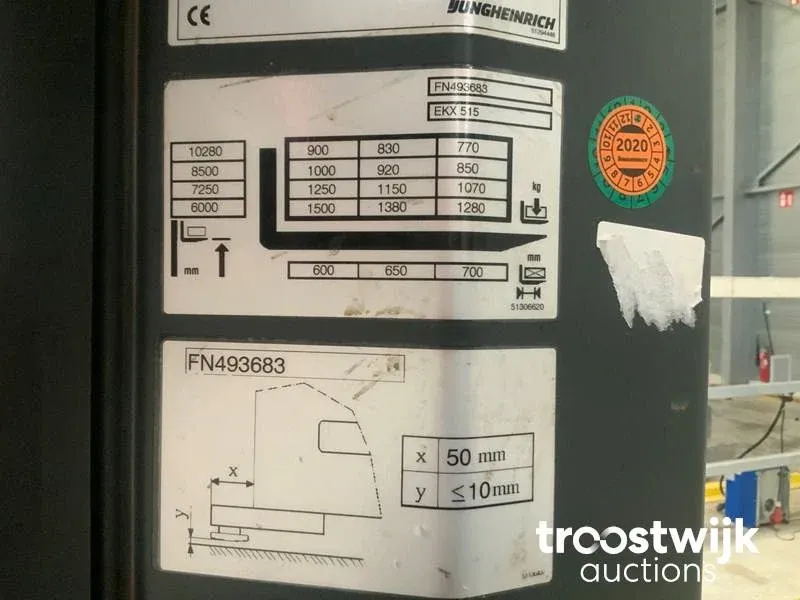 CE JUNGHEINRICH
51294446
FN493683
EKX 515
10280 900 830 770
8500 1000 920 850
7250 1250 1150 1070
6000 1500 1380 1280
kg
mm
600 650 700
mm
51306620
2020
FN493683
x
y
x 50 mm
y ≤10mm
troostwijk
auctions